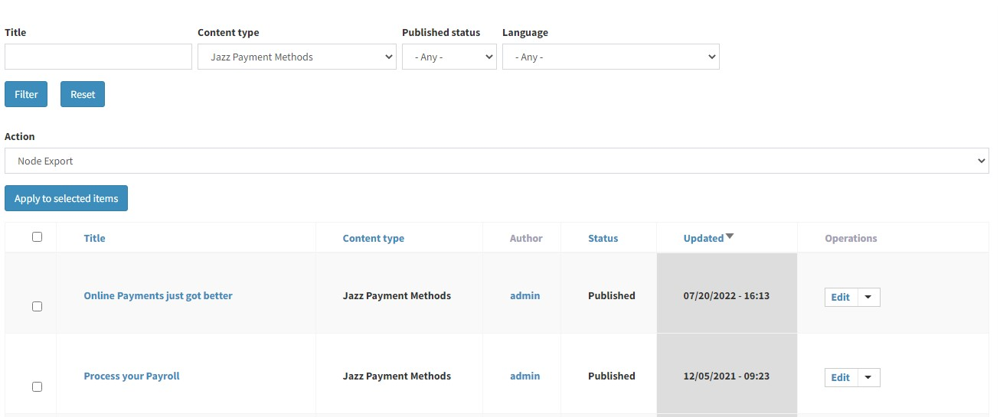 Title Content type Published status Language
Jazz Payment Methods - Any - - Any -
Filter Reset
Action
Node Export
Apply to selected items
Title Content type Author Status Updated Operations
Online Payments just got better Jazz Payment Methods admin Published 07/20/2022 - 16:13 Edit
Process your Payroll Jazz Payment Methods admin Published 12/05/2021 - 09:23 Edit